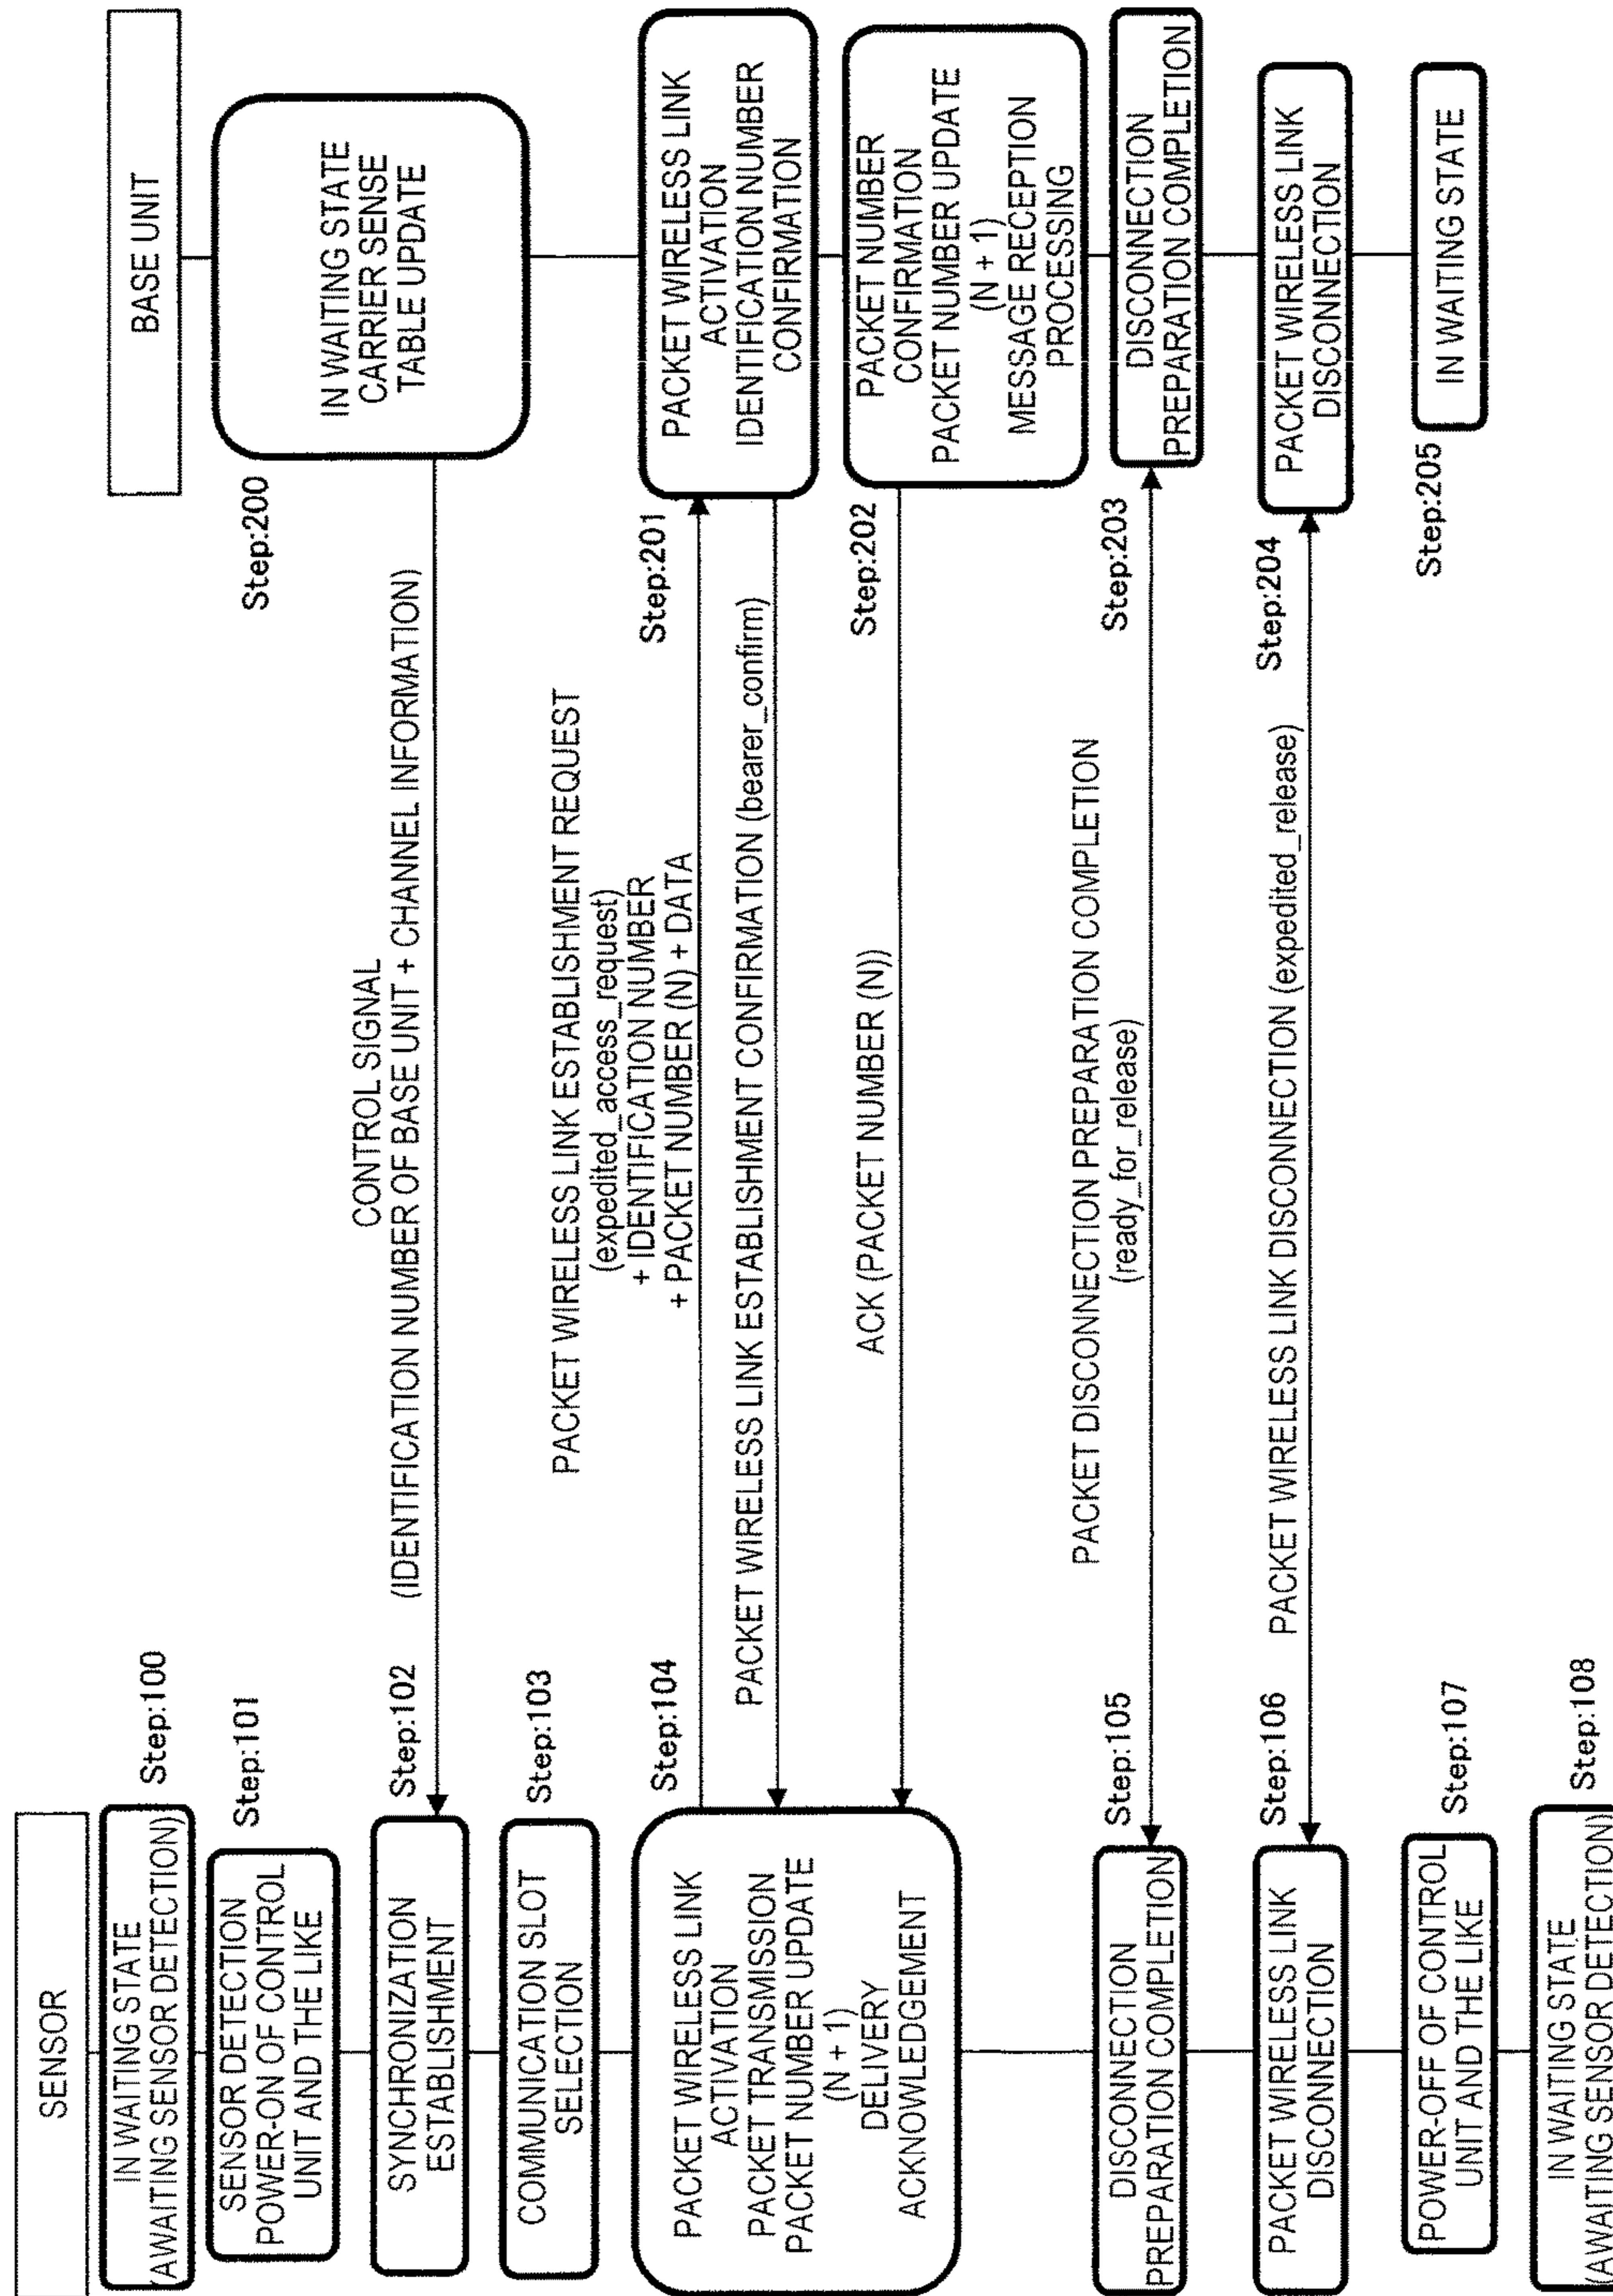 SENSOR
IN WAITING STATE
(AWAITING SENSOR DETECTION)
Step:100
SENSOR DETECTION
POWER-ON OF CONTROL
UNIT AND THE LIKE
Step:101
SYNCHRONIZATION
ESTABLISHMENT
Step:102
COMMUNICATION SLOT
SELECTION
Step:103
PACKET WIRELESS LINK
ACTIVATION
PACKET TRANSMISSION
PACKET NUMBER UPDATE
(N + 1)
DELIVERY
ACKNOWLEDGEMENT
Step:104
DISCONNECTION
PREPARATION COMPLETION
Step:105
PACKET WIRELESS LINK
DISCONNECTION
Step:106
POWER-OFF OF CONTROL
UNIT AND THE LIKE
Step:107
IN WAITING STATE
(AWAITING SENSOR DETECTION)
Step:108
CONTROL SIGNAL
(IDENTIFICATION NUMBER OF BASE UNIT + CHANNEL INFORMATION)
PACKET WIRELESS LINK ESTABLISHMENT REQUEST
(expedited_access_request)
+ IDENTIFICATION NUMBER
+ PACKET NUMBER (N) + DATA
PACKET WIRELESS LINK ESTABLISHMENT CONFIRMATION (bearer_confirm)
ACK (PACKET NUMBER (N))
PACKET DISCONNECTION PREPARATION COMPLETION
(ready_for_release)
PACKET WIRELESS LINK DISCONNECTION (expedited_release)
BASE UNIT
Step:200
IN WAITING STATE
CARRIER SENSE
TABLE UPDATE
Step:201
PACKET WIRELESS LINK
ACTIVATION
IDENTIFICATION NUMBER
CONFIRMATION
Step:202
PACKET NUMBER
CONFIRMATION
PACKET NUMBER UPDATE
(N + 1)
MESSAGE RECEPTION
PROCESSING
Step:203
DISCONNECTION
PREPARATION COMPLETION
Step:204
PACKET WIRELESS LINK
DISCONNECTION
Step:205
IN WAITING STATE